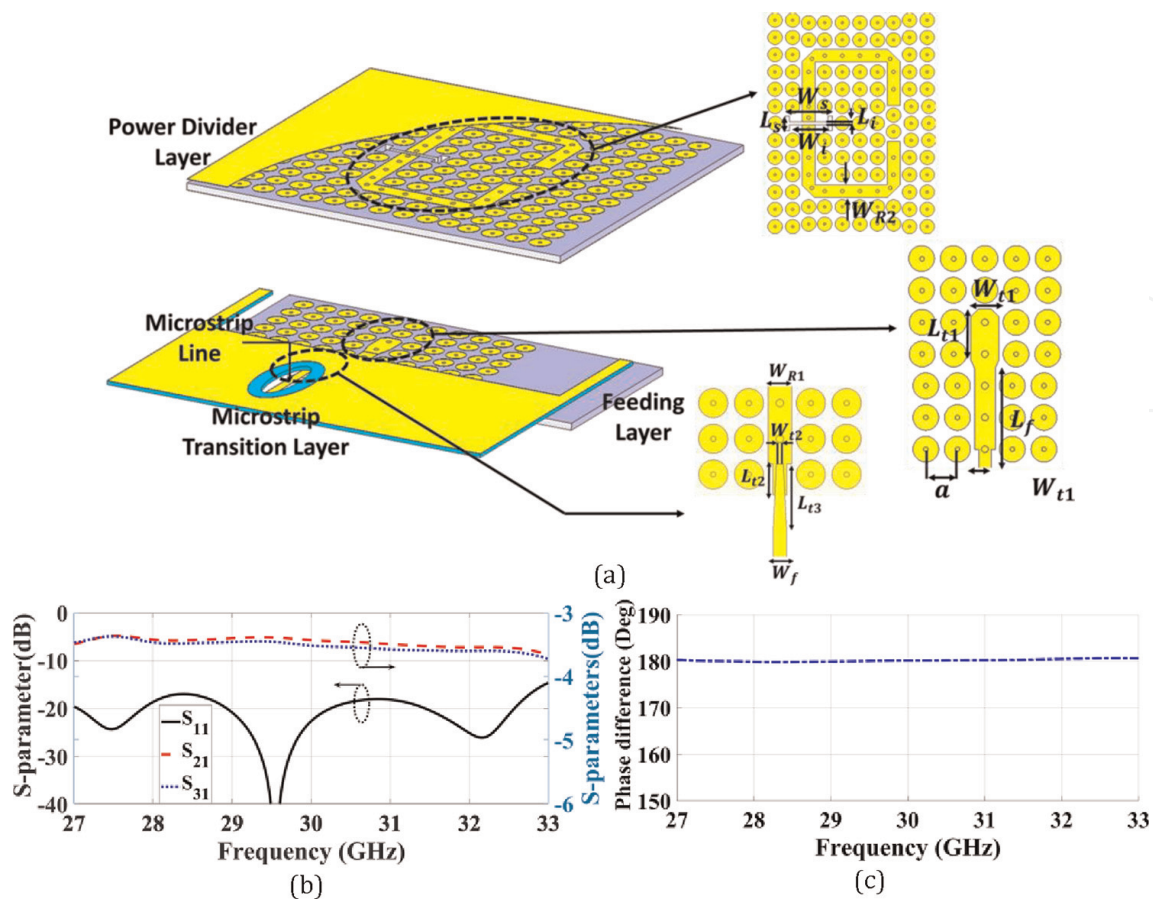 Power Divider
Layer
W_s
L_s
L_i
W_i
W_R2
Microstrip
Line
Microstrip
Transition Layer
Feeding
Layer
W_t1
L_t1
L_f
a
W_t1
W_R1
W_t2
L_t2
L_t3
W_f
(a)
S-parameter(dB)
0
-10
-20
-30
-40
S_11
S_21
S_31
-3
-4
-5
-6
S-parameters(dB)
27 28 29 30 31 32 33
Frequency (GHz)
(b)
Phase difference (Deg)
190
180
170
160
150
27 28 29 30 31 32 33
Frequency (GHz)
(c)